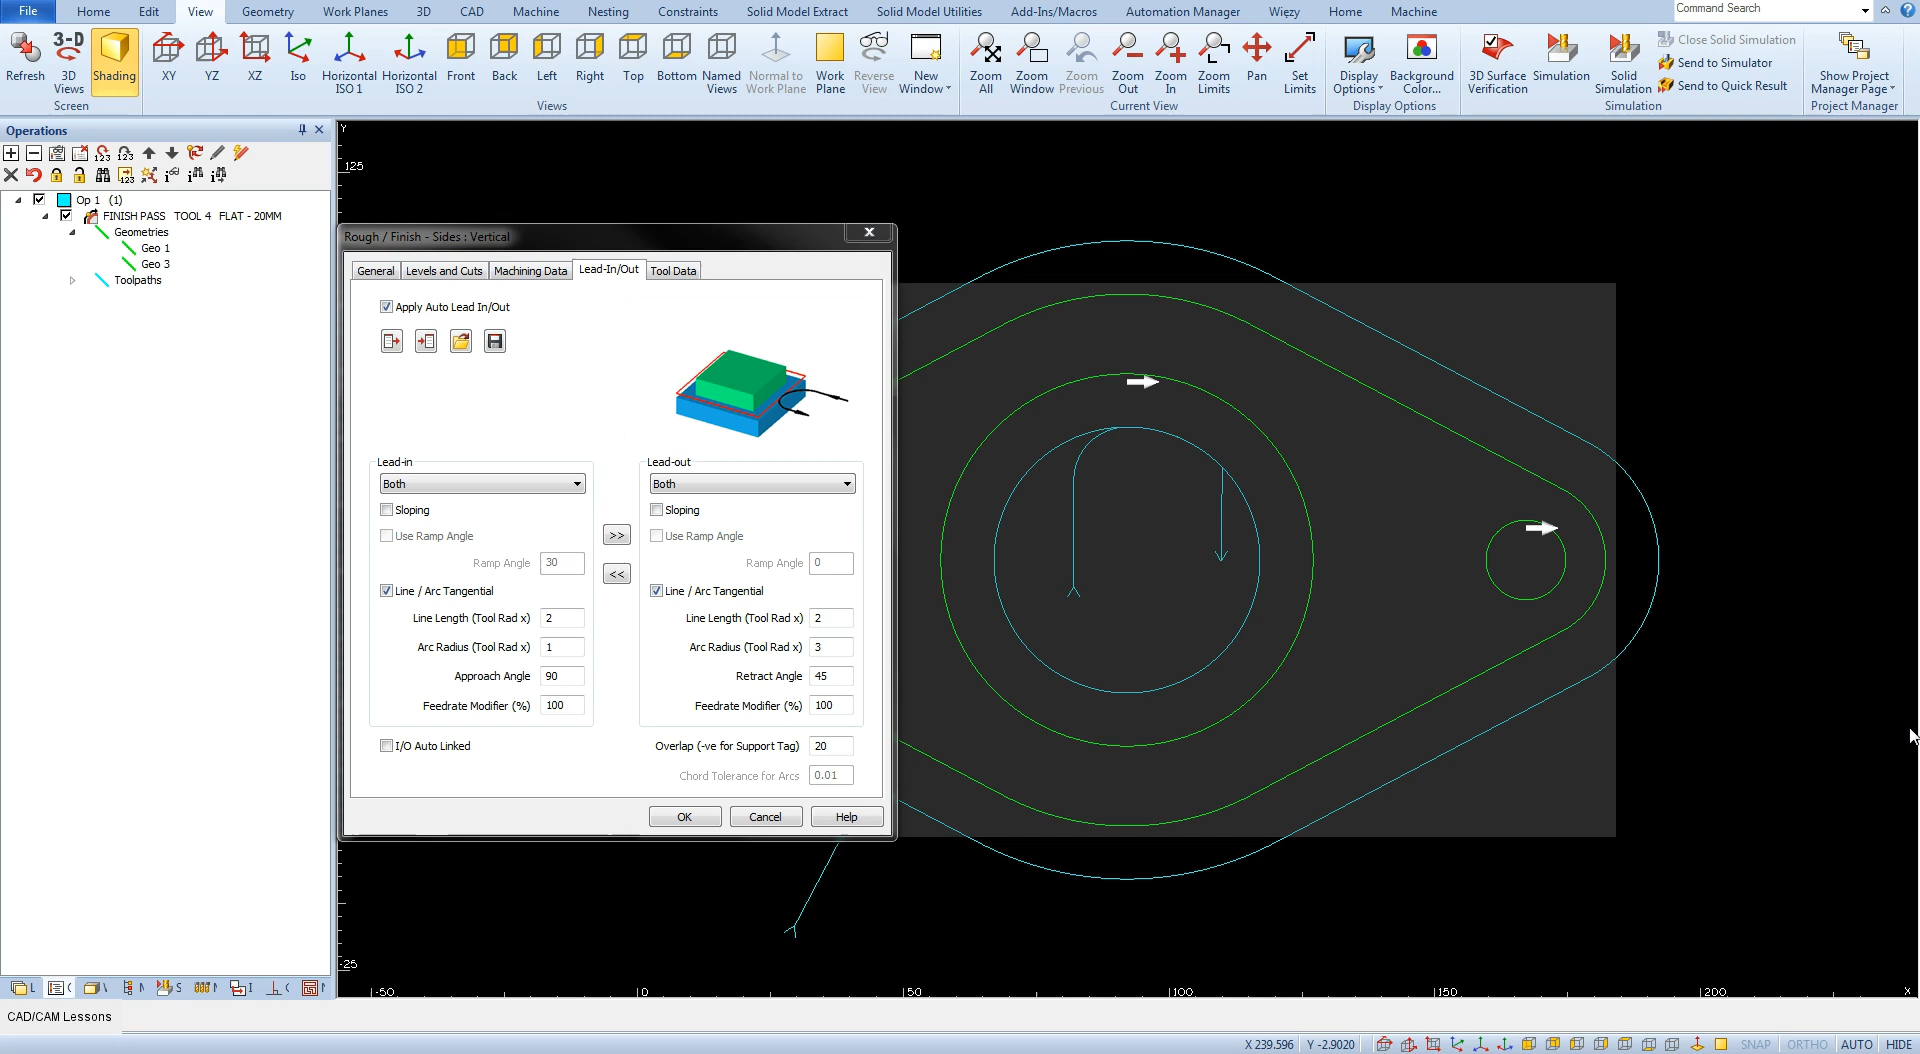 File Home Edit View Geometry Work Planes 3D CAD Machine Nesting Constraints Solid Model Extract Solid Model Utilities Add-Ins/Macros Automation Manager Więzy Home Machine Command Search
Refresh 3-D 3D Views Shading XY YZ XZ Iso Horizontal ISO 1 Horizontal ISO 2 Front Back Left Right Top Bottom Named Views Normal to Work Plane Work Plane Reverse View New Window Zoom All Zoom Window Zoom Previous Zoom Out Zoom In Zoom Limits Pan Set Limits Display Options Background Color... 3D Surface Verification Simulation Solid Simulation Show Project Manager Page
Close Solid Simulation
Send to Simulator
Send to Quick Result
Screen Views Current View Display Options Simulation Project Manager
Operations
123 123
123
Op 1 (1)
FINISH PASS TOOL 4 FLAT - 20MM
Geometries
Geo 1
Geo 3
Toolpaths
Y
125
Rough / Finish - Sides : Vertical
General Levels and Cuts Machining Data Lead-In/Out Tool Data
Apply Auto Lead In/Out
Lead-in Lead-out
Both Both
Sloping Sloping
Use Ramp Angle Use Ramp Angle
>>
Ramp Angle 30 Ramp Angle 0
<<
Line / Arc Tangential Line / Arc Tangential
Line Length (Tool Rad x) 2 Line Length (Tool Rad x) 2
Arc Radius (Tool Rad x) 1 Arc Radius (Tool Rad x) 3
Approach Angle 90 Retract Angle 45
Feedrate Modifier (%) 100 Feedrate Modifier (%) 100
I/O Auto Linked Overlap (-ve for Support Tag) 20
Chord Tolerance for Arcs 0.01
OK Cancel Help
-25
-50 0 50 100 150 200 X
CAD/CAM Lessons
X 239.596 Y -2.9020 SNAP ORTHO AUTO HIDE